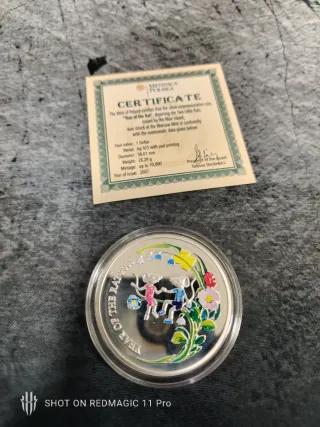 MENNICA
POLSKA
CERTIFICATE
The Mint of Poland certifies that the silver commemorative coin
"Year of the Rat", depicting the Two Little Rats,
issued by the Niue Island,
was struck at the Warsaw Mint in conformity
with the numismatic data given below:
Face value: 1 Dollar
Metal: Ag 925 with pad printing
Diameter: 38.61 mm
Weight: 28.28 g
Mintage: up to 10,000
Year of issue: 2007
President of the Board
YEAR OF THE RAT
SHOT ON REDMAGIC 11 Pro